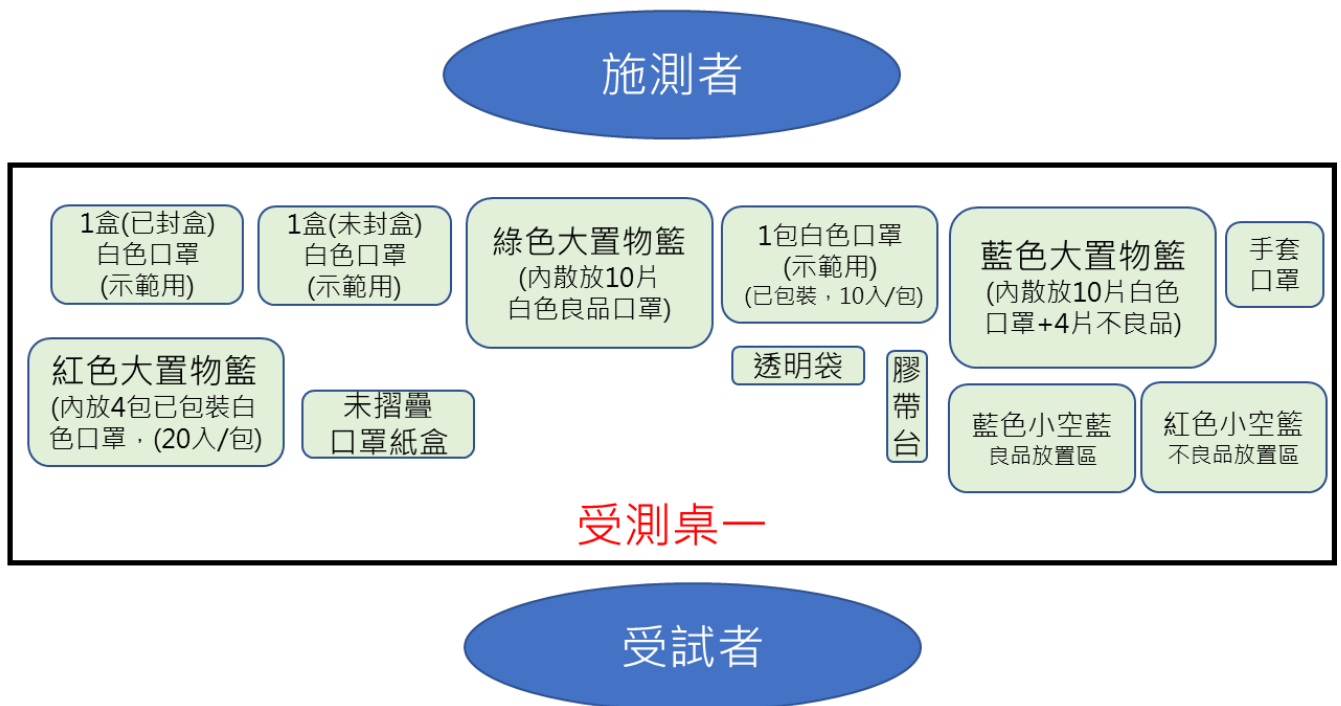 施測者
1盒(已封盒)
白色口罩
(示範用)
1盒(未封盒)
白色口罩
(示範用)
綠色大置物籃
(內散放10片
白色良品口罩)
1包白色口罩
(示範用)
(已包裝，10入/包)
藍色大置物籃
(內散放10片白色
口罩+4片不良品)
手套
口罩
紅色大置物籃
(內放4包已包裝白
色口罩，(20入/包)
未摺疊
口罩紙盒
透明袋
膠
帶
台
藍色小空藍
良品放置區
紅色小空籃
不良品放置區
受測桌一
受試者